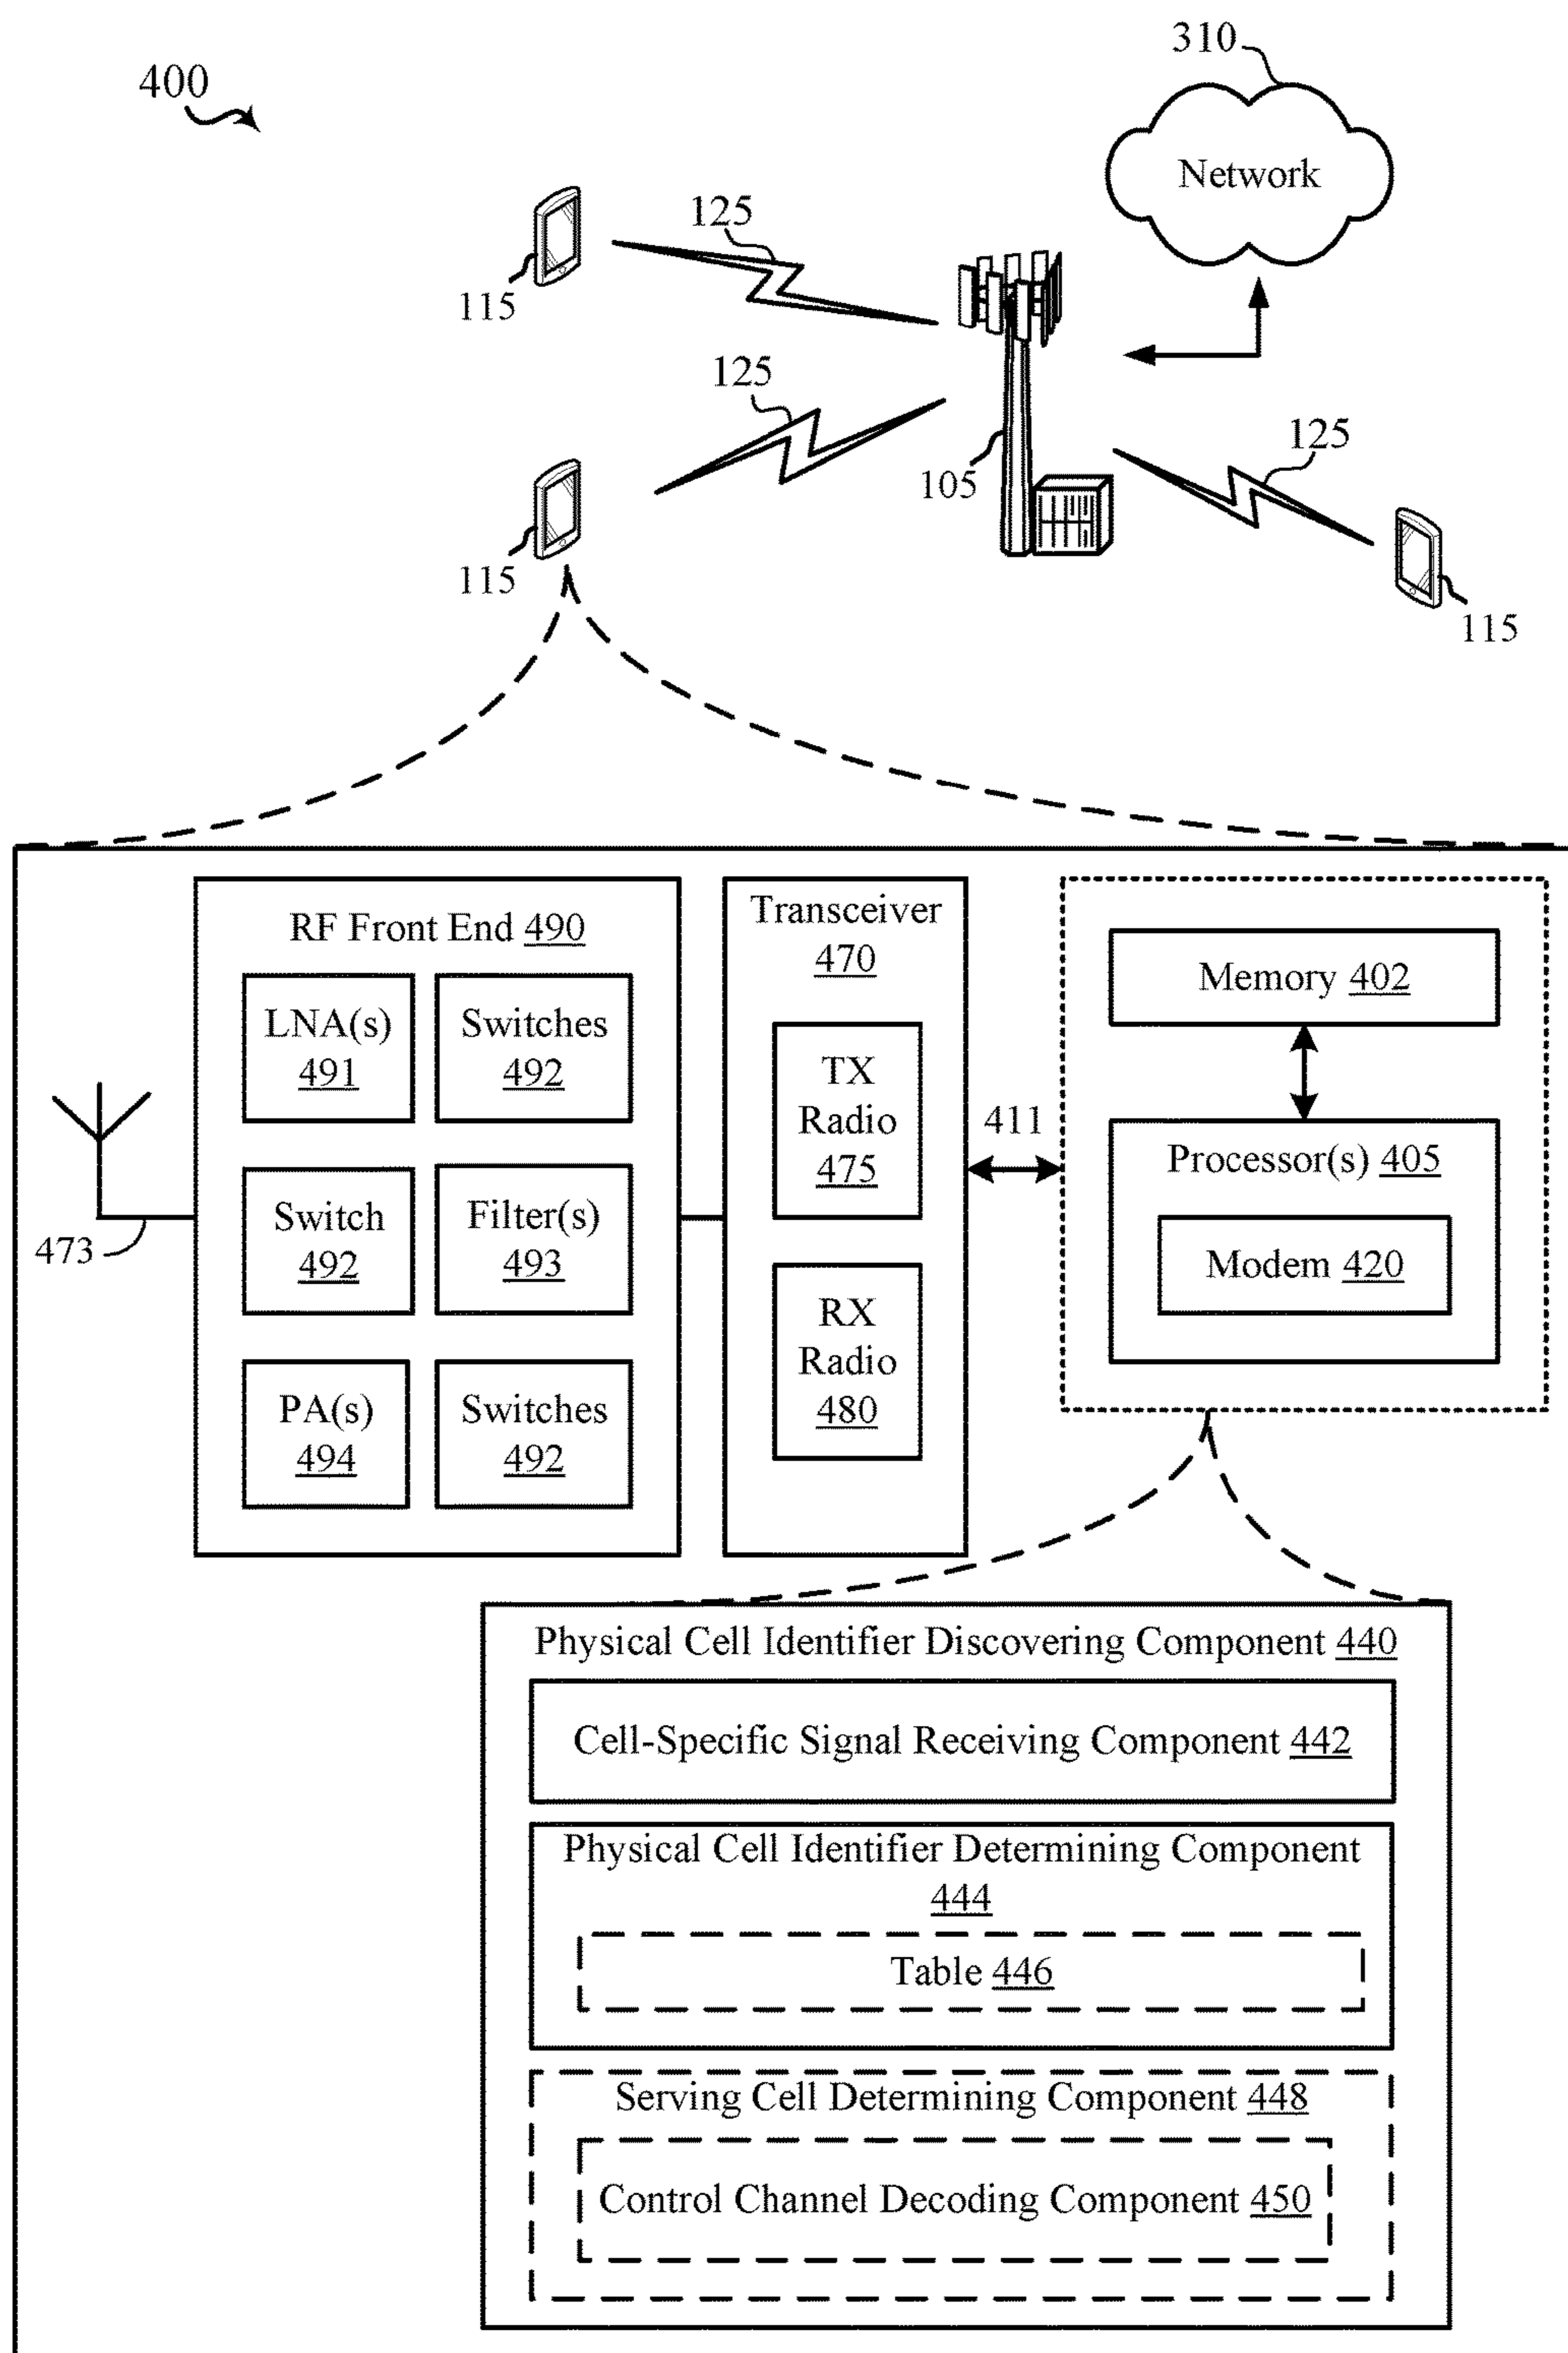 400
310
Network
125
115
125
105
125
115
115
RF Front End 490
LNA(s)
491
Switches
492
Switch
492
Filter(s)
493
PA(s)
494
Switches
492
473
Transceiver
470
TX
Radio
475
RX
Radio
480
411
Memory 402
Processor(s) 405
Modem 420
Physical Cell Identifier Discovering Component 440
Cell-Specific Signal Receiving Component 442
Physical Cell Identifier Determining Component
444
Table 446
Serving Cell Determining Component 448
Control Channel Decoding Component 450